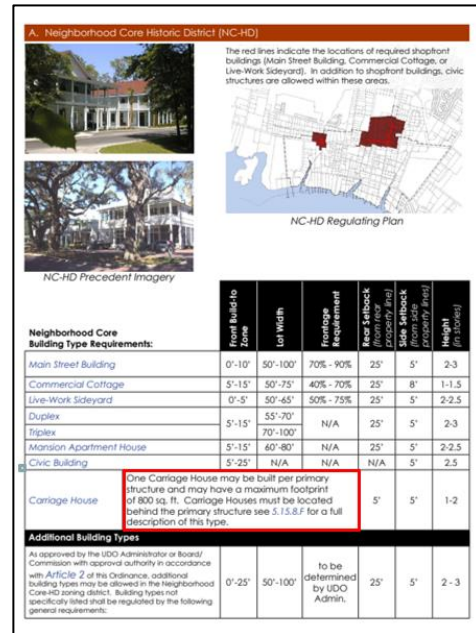 A. Neighborhood Core Historic District (NC-HD)
The red lines indicate the locations of required shopfront
buildings (Main Street Building, Commercial Cottage, or
Live-Work Sideyard). In addition to shopfront buildings, civic
structures are allowed within these areas.
NC-HD Regulating Plan
NC-HD Precedent Imagery
Neighborhood Core
Building Type Requirements:
Front Build-to
Zone
Lot Width
Frontage
Requirement
Rear Setback
(from rear
property line)
Side Setback
(from side
property lines)
Height
(in stories)
Main Street Building 0'-10' 50'-100' 70% - 90% 25' 5' 2-3
Commercial Cottage 5'-15' 50'-75' 40% - 70% 25' 8' 1-1.5
Live-Work Sideyard 0'-5' 50'-65' 50% - 75% 25' 5' 2-2.5
Duplex 5'-15' 55'-70' N/A 25' 5' 2-3
Triplex 70'-100'
Mansion Apartment House 5'-15' 60'-80' N/A 25' 5' 2-2.5
Civic Building 5'-25' N/A N/A N/A 5' 2.5
Carriage House
One Carriage House may be built per primary
structure and may have a maximum footprint
of 800 sq. ft. Carriage Houses must be located
behind the primary structure see 5.15.8.F for a full
description of this type.
5' 5' 1-2
Additional Building Types
As approved by the UDO Administrator or Board/
Commission with approval authority in accordance
with Article 2 of this Ordinance, additional
building types may be allowed in the Neighborhood
Core-HD zoning district. Building types not
specifically listed shall be regulated by the following
general requirements:
0'-25' 50'-100'
to be
determined
by UDO
Admin.
25' 5' 2 - 3